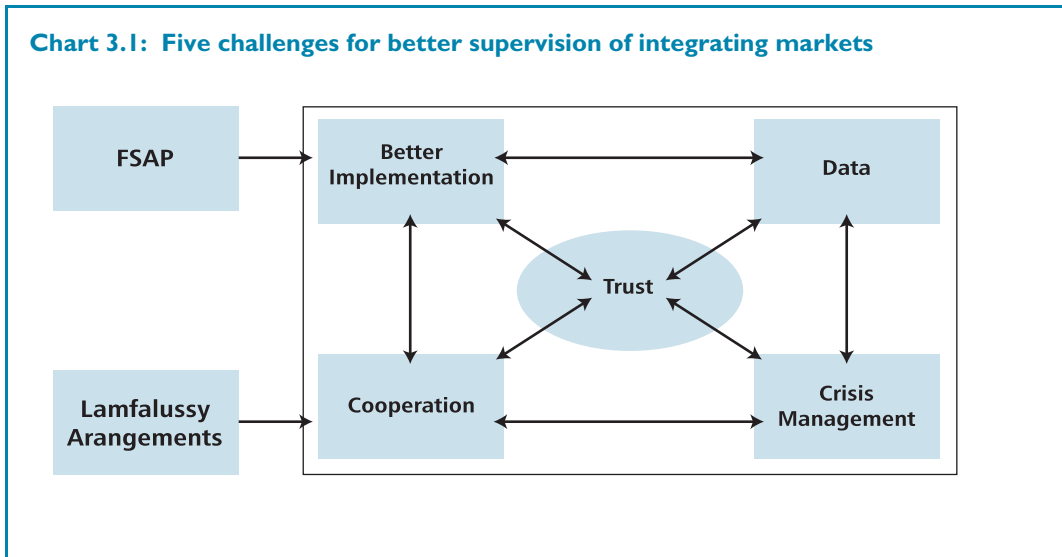 Chart 3.1: Five challenges for better supervision of integrating markets
FSAP
Better
Implementation
Data
Trust
Lamfalussy
Arangements
Cooperation
Crisis
Management